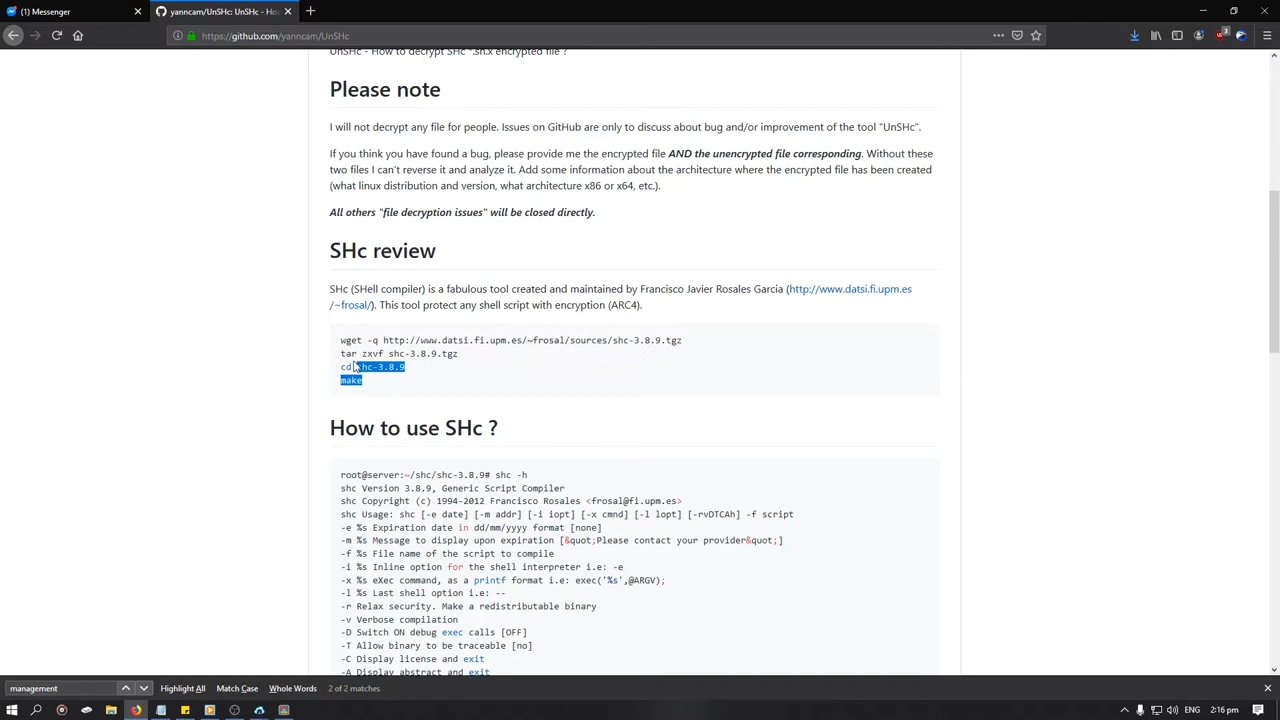 (1) Messenger
yanncam/UnSHc: UnSHc - Ho
https://github.com/yanncam/UnSHc
UnSHc - How to decrypt SHc *.sh.x encrypted file ?
Please note
I will not decrypt any file for people. Issues on GitHub are only to discuss about bug and/or improvement of the tool "UnSHc".
If you think you have found a bug, please provide me the encrypted file AND the unencrypted file corresponding. Without these
two files I can't reverse it and analyze it. Add some information about the architecture where the encrypted file has been created
(what linux distribution and version, what architecture x86 or x64, etc.).
All others "file decryption issues" will be closed directly.
SHc review
SHc (SHell compiler) is a fabulous tool created and maintained by Francisco Javier Rosales Garcia (http://www.datsi.fi.upm.es
/~frosal/). This tool protect any shell script with encryption (ARC4).
wget -q http://www.datsi.fi.upm.es/~frosal/sources/shc-3.8.9.tgz
tar zxvf shc-3.8.9.tgz
cd shc-3.8.9
make
How to use SHc ?
root@server:~/shc/shc-3.8.9# shc -h
shc Version 3.8.9, Generic Script Compiler
shc Copyright (c) 1994-2012 Francisco Rosales <frosal@fi.upm.es>
shc Usage: shc [-e date] [-m addr] [-i iopt] [-x cmnd] [-l lopt] [-rvDTCAh] -f script
-e %s Expiration date in dd/mm/yyyy format [none]
-m %s Message to display upon expiration [&quot;Please contact your provider&quot;]
-f %s File name of the script to compile
-i %s Inline option for the shell interpreter i.e: -e
-x %s eXec command, as a printf format i.e: exec('%s',@ARGV);
-l %s Last shell option i.e: --
-r Relax security. Make a redistributable binary
-v Verbose compilation
-D Switch ON debug exec calls [OFF]
-T Allow binary to be traceable [no]
-C Display license and exit
-A Display abstract and exit
management
Highlight All
Match Case
Whole Words
2 of 2 matches
ENG
2:16 pm